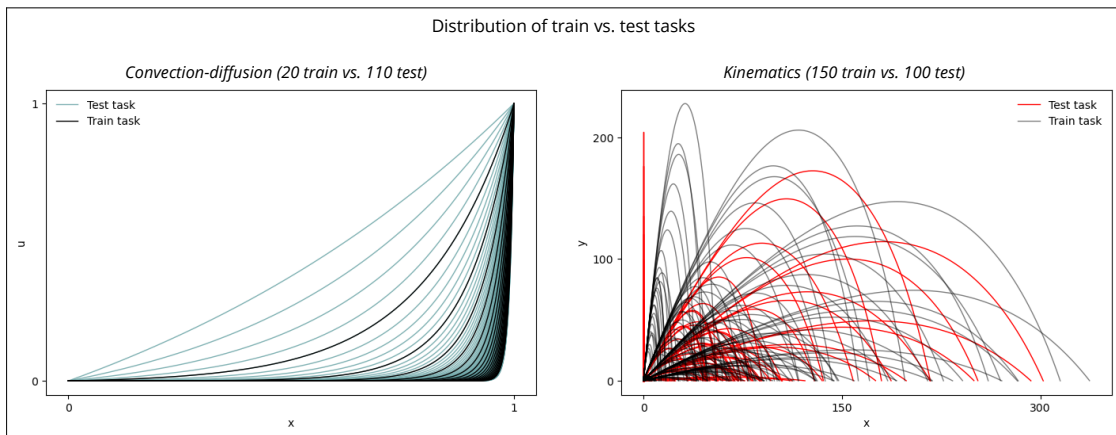 Distribution of train vs. test tasks
Convection-diffusion (20 train vs. 110 test)
Test task
Train task
1
u
0
0
1
x
Kinematics (150 train vs. 100 test)
Test task
Train task
200
100
y
0
0
150
300
x